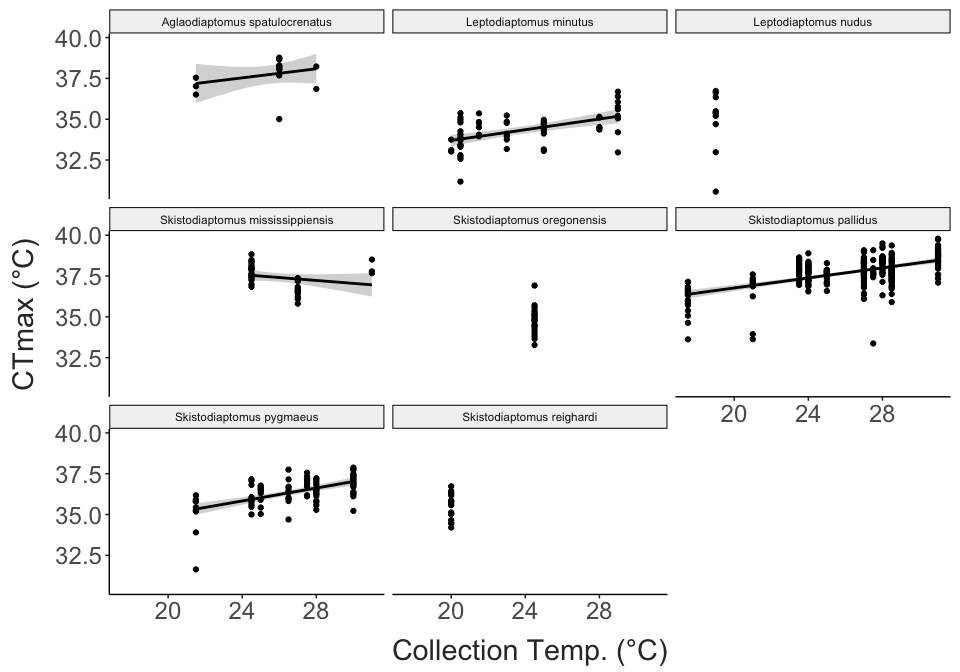 Aglaodiaptomus spatulocrenatus
Leptodiaptomus minutus
Leptodiaptomus nudus
40.0
37.5
35.0
32.5
Skistodiaptomus mississippiensis
Skistodiaptomus oregonensis
Skistodiaptomus pallidus
40.0
37.5
35.0
32.5
CTmax (°C)
20 24 28
Skistodiaptomus pygmaeus
Skistodiaptomus reighardi
40.0
37.5
35.0
32.5
20 24 28
20 24 28
Collection Temp. (°C)